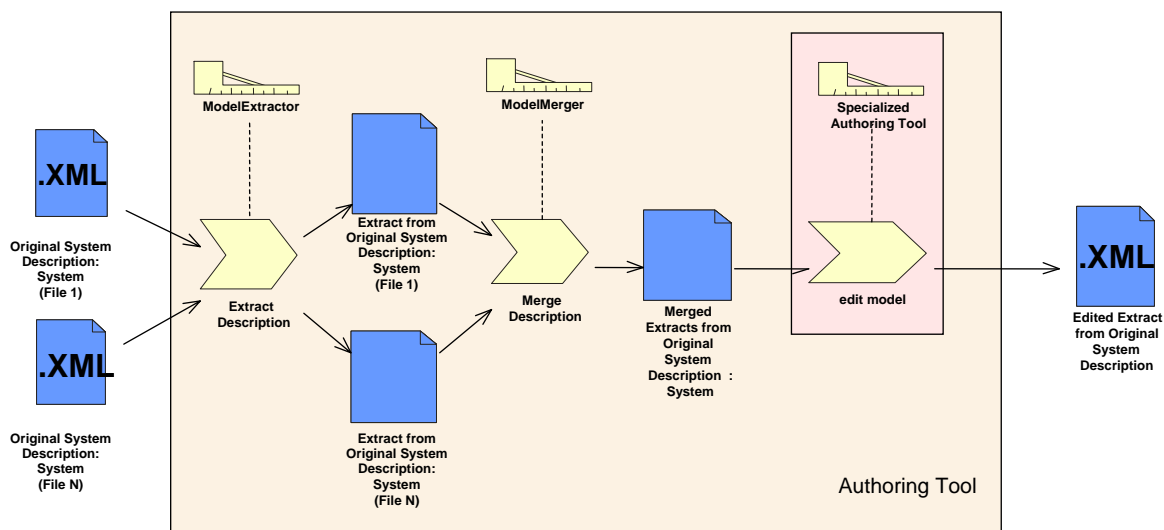 ModelExtractor
ModelMerger
Specialized
Authoring Tool
.XML
Original System
Description:
System
(File 1)
.XML
Original System
Description:
System
(File N)
Extract
Description
Extract from
Original System
Description:
System
(File 1)
Extract from
Original System
Description:
System
(File N)
Merge
Description
Merged
Extracts from
Original
System
Description :
System
edit model
.XML
Edited Extract
from Original
System
Description
Authoring Tool